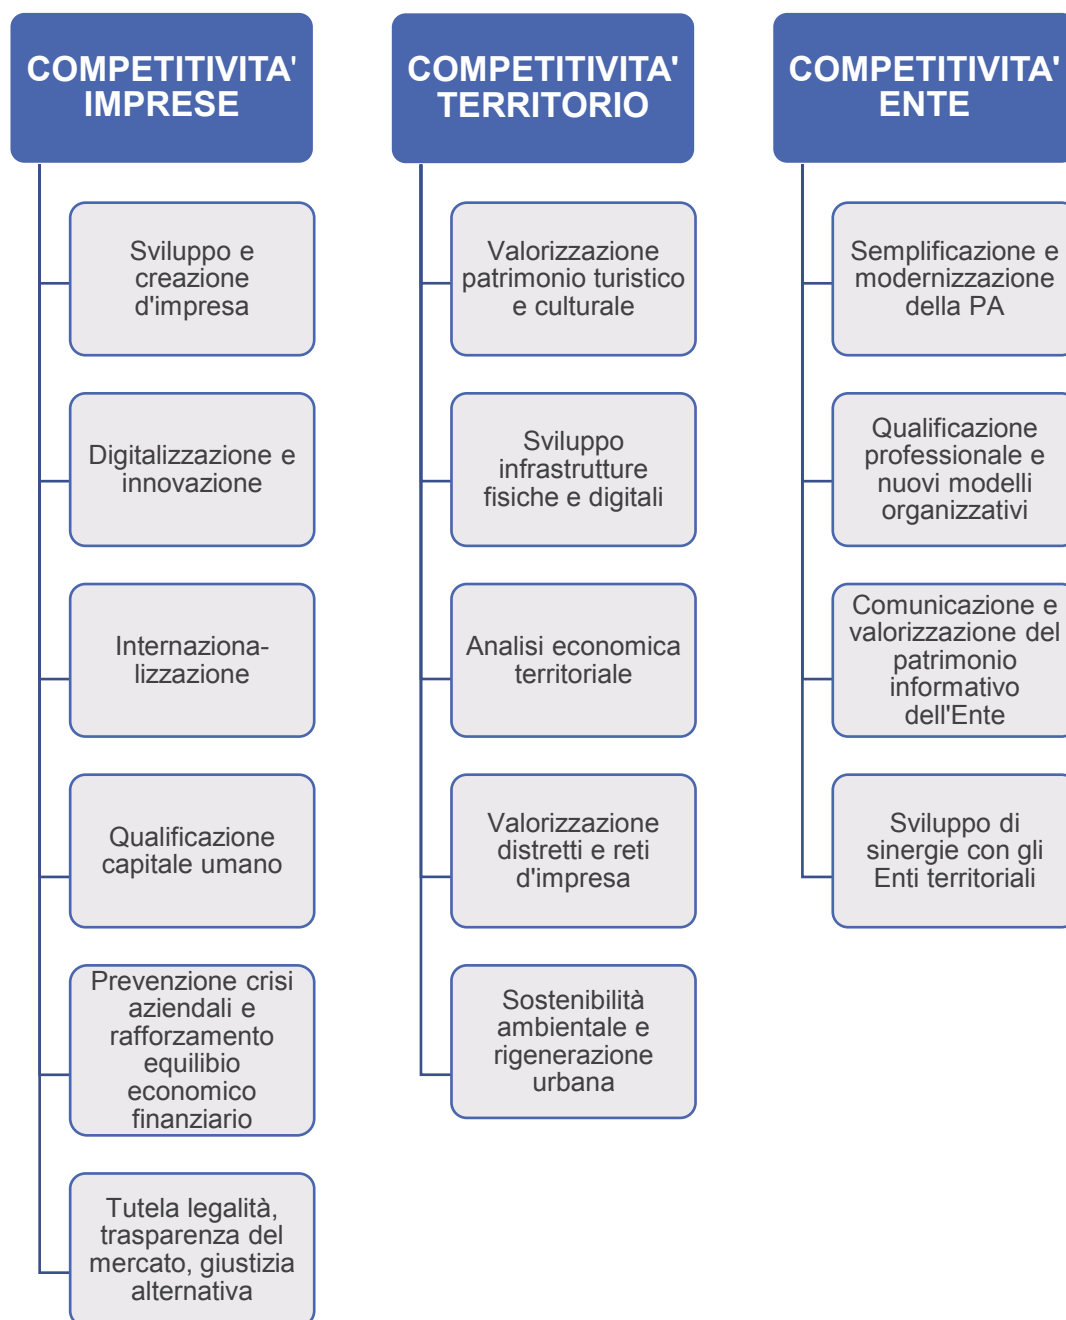 COMPETITIVITA'
IMPRESE
Sviluppo e
creazione
d'impresa
Digitalizzazione e
innovazione
Internaziona-
lizzazione
Qualificazione
capitale umano
Prevenzione crisi
aziendali e
rafforzamento
equilibio
economico
finanziario
Tutela legalità,
trasparenza del
mercato, giustizia
alternativa
COMPETITIVITA'
TERRITORIO
Valorizzazione
patrimonio turistico
e culturale
Sviluppo
infrastrutture
fisiche e digitali
Analisi economica
territoriale
Valorizzazione
distretti e reti
d'impresa
Sostenibilità
ambientale e
rigenerazione
urbana
COMPETITIVITA'
ENTE
Semplificazione e
modernizzazione
della PA
Qualificazione
professionale e
nuovi modelli
organizzativi
Comunicazione e
valorizzazione del
patrimonio
informativo
dell'Ente
Sviluppo di
sinergie con gli
Enti territoriali